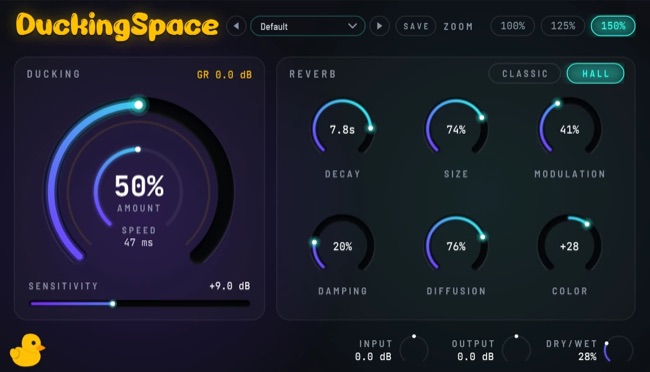 DuckingSpace
Default
SAVE
ZOOM
100%
125%
150%
DUCKING
GR 0.0 dB
50%
AMOUNT
SPEED
47 ms
SENSITIVITY
+9.0 dB
REVERB
CLASSIC
HALL
7.8s
74%
41%
DECAY
SIZE
MODULATION
20%
76%
+28
DAMPING
DIFFUSION
COLOR
INPUT
0.0 dB
OUTPUT
0.0 dB
DRY/WET
28%